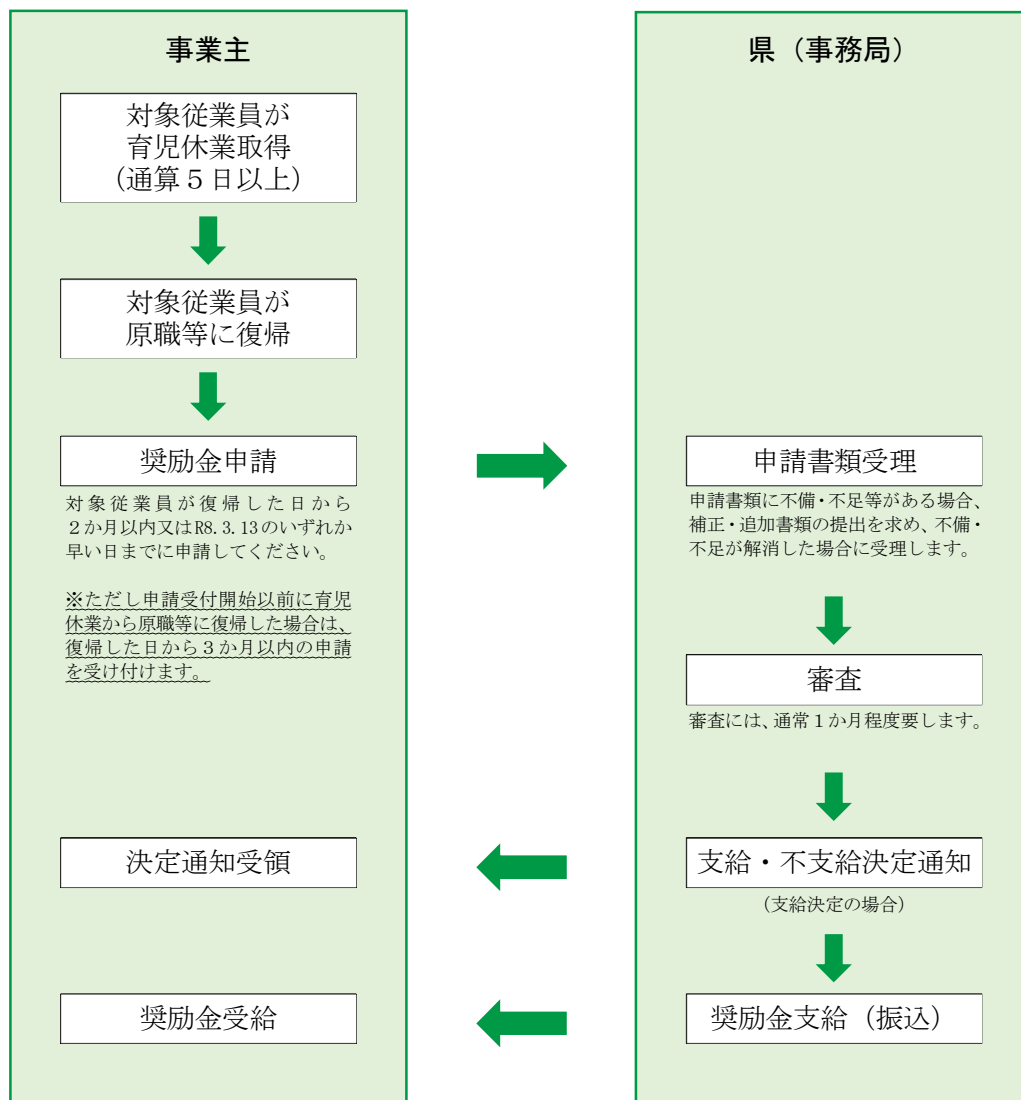 事業主
対象従業員が
育児休業取得
（通算５日以上）
対象従業員が
原職等に復帰
奨励金申請
対象従業員が復帰した日から
２か月以内又はR8.3.13のいずれか
早い日までに申請してください。
※ただし申請受付開始以前に育児
休業から原職等に復帰した場合は、
復帰した日から３か月以内の申請
を受け付けます。
決定通知受領
奨励金受給
県（事務局）
申請書類受理
申請書類に不備・不足等がある場合、
補正・追加書類の提出を求め、不備・
不足が解消した場合に受理します。
審査
審査には、通常１か月程度要します。
支給・不支給決定通知
（支給決定の場合）
奨励金支給（振込）